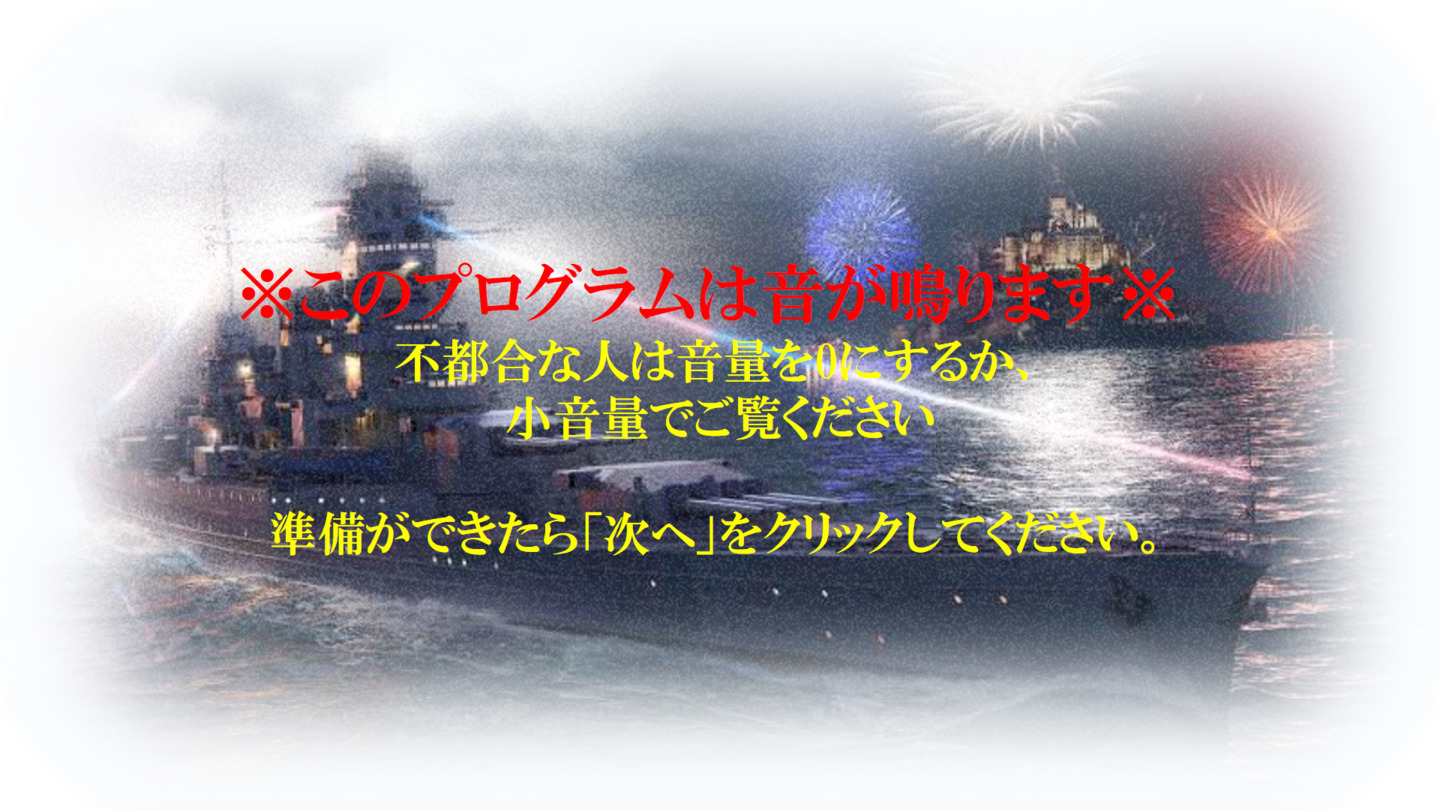 ※このプログラムは音が鳴ります※
不都合な人は音量を0にするか、
小音量でご覧ください
準備ができたら「次へ」をクリックしてください。